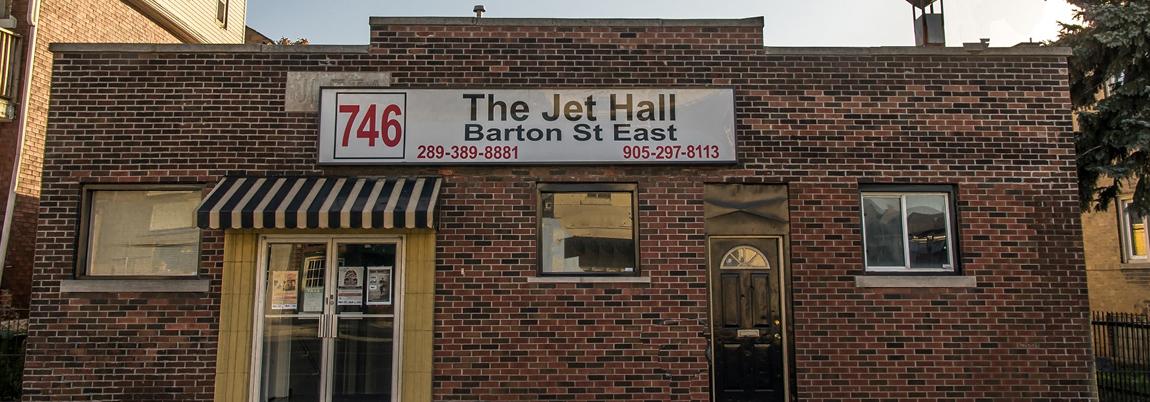 746
The Jet Hall
Barton St East
289-389-8881 905-297-8113